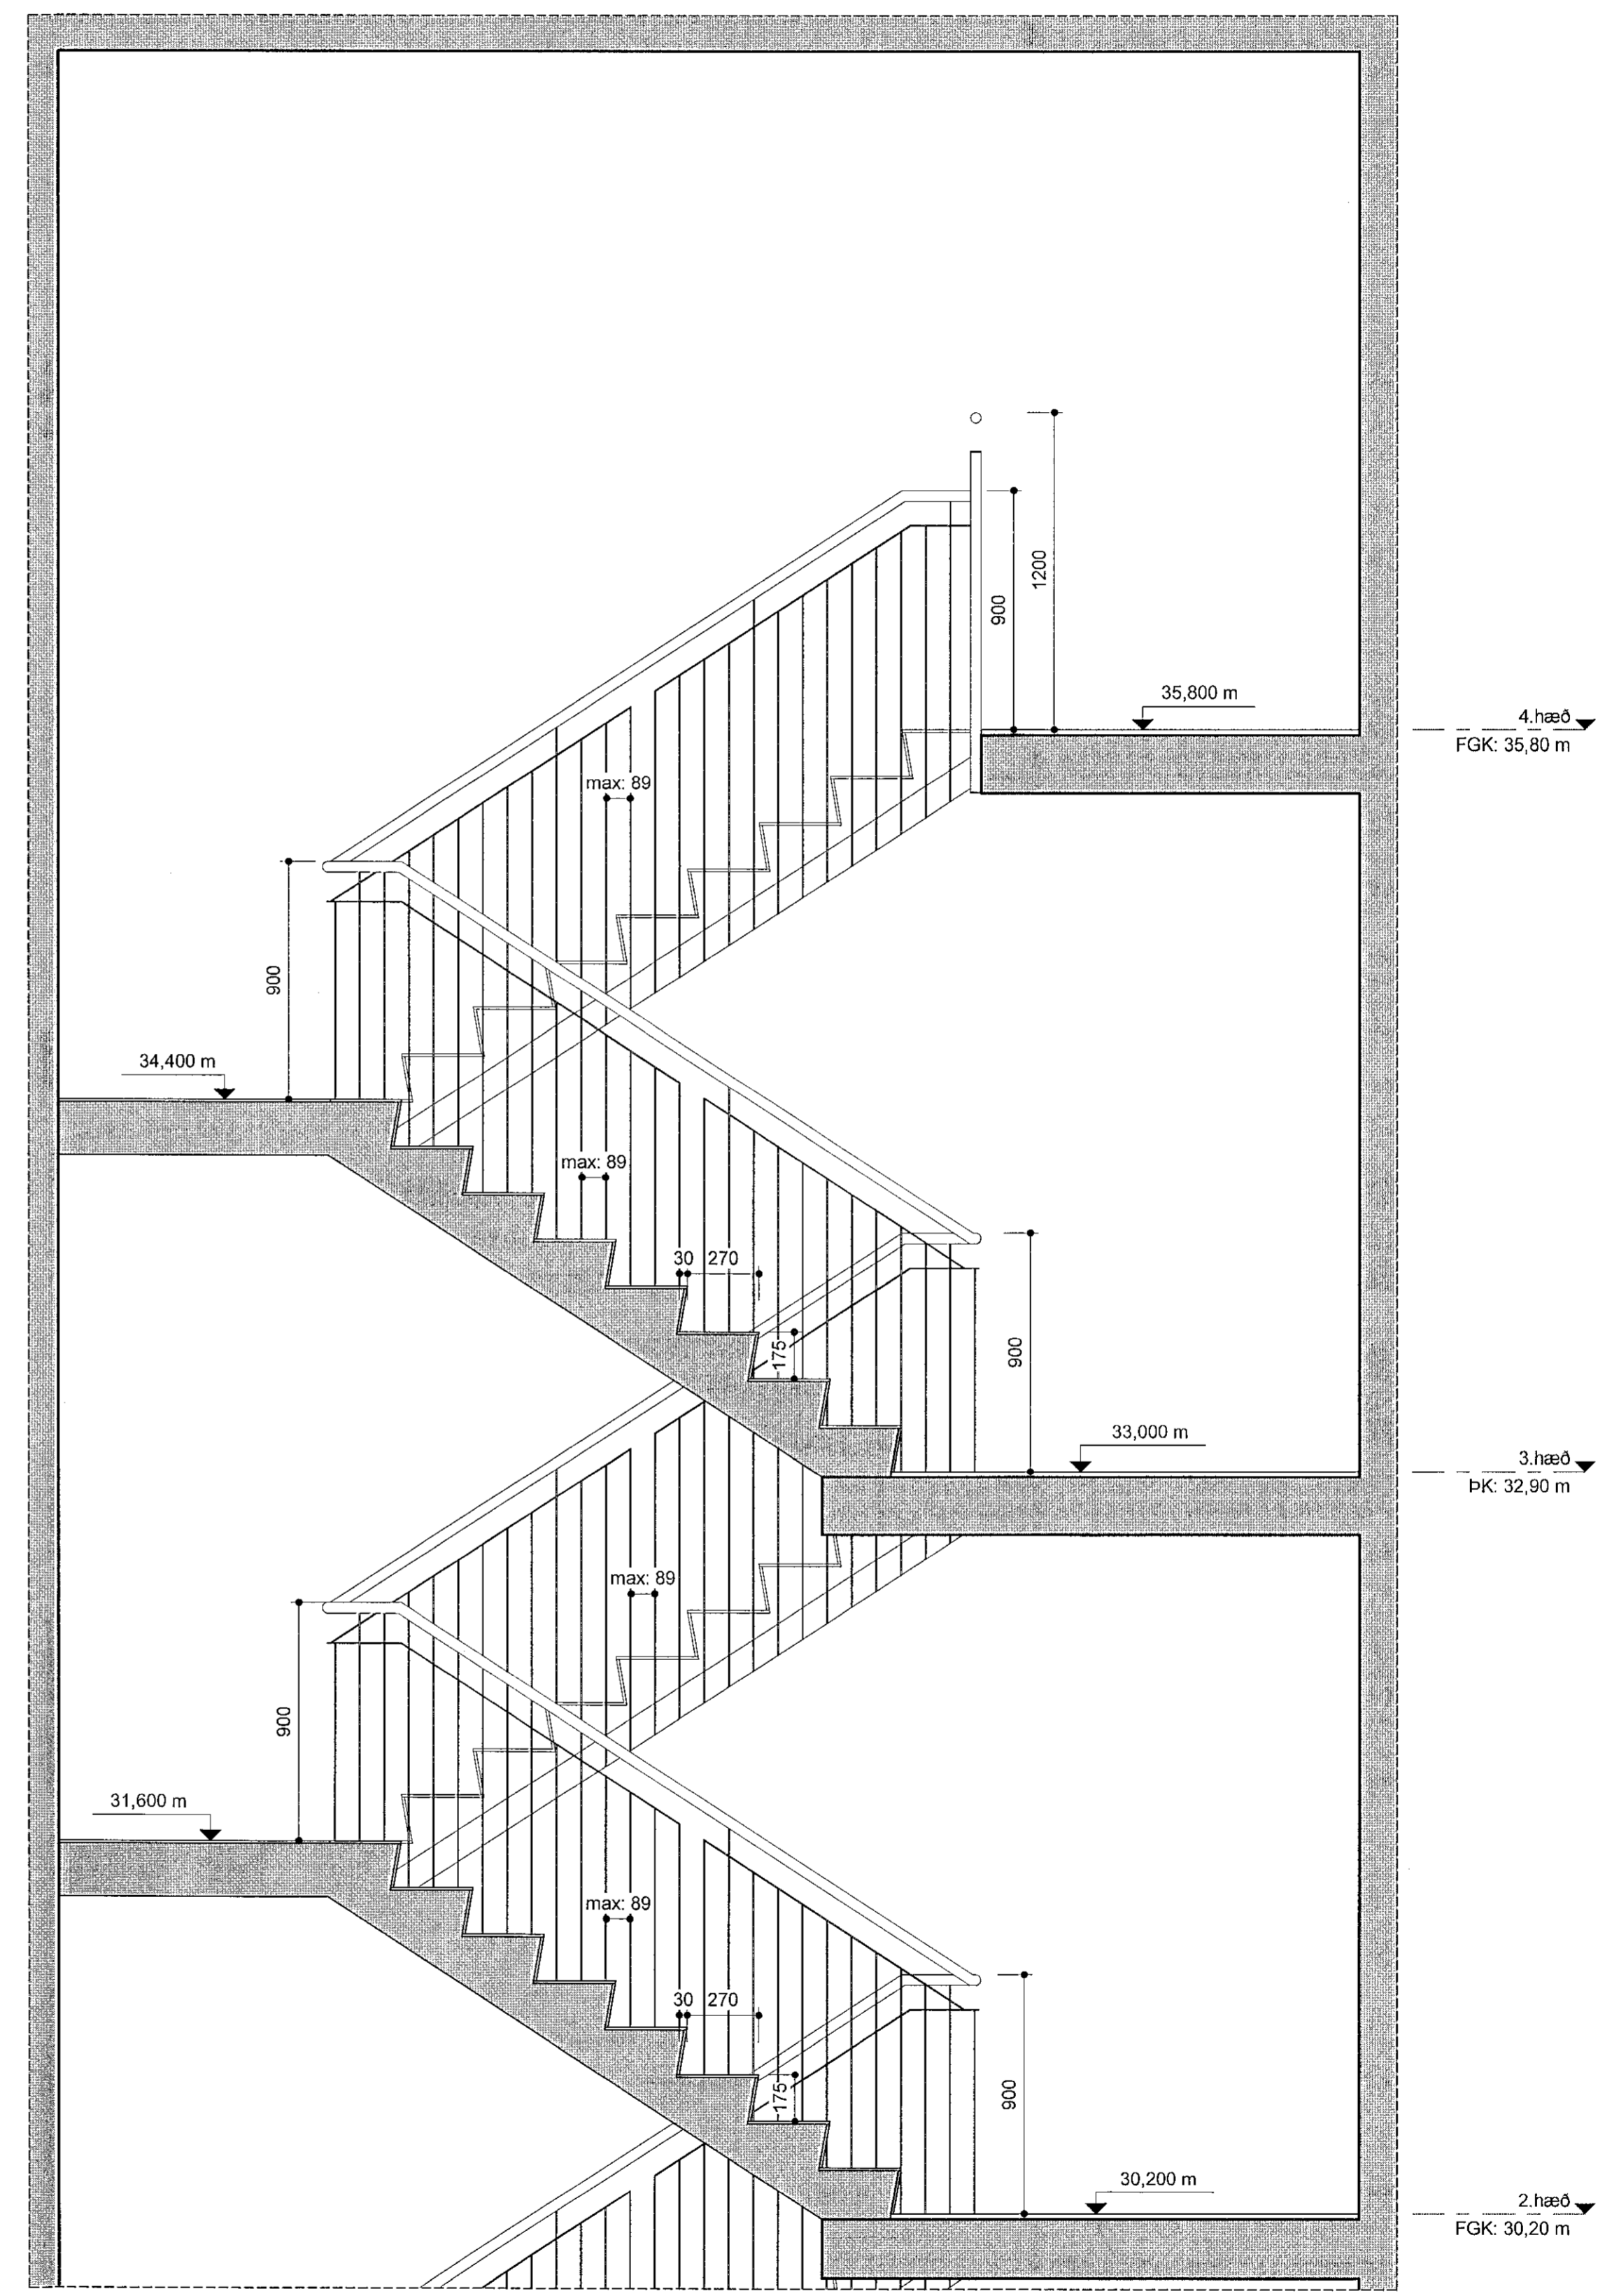 1200
900
35,800 m
4.hæð
FGK: 35,80 m
max: 89
900
34,400 m
max: 89
30 270
175
900
33,000 m
3.hæð
ÞK: 32,90 m
max: 89
900
31,600 m
max: 89
30 270
175
900
30,200 m
2.hæð
FGK: 30,20 m